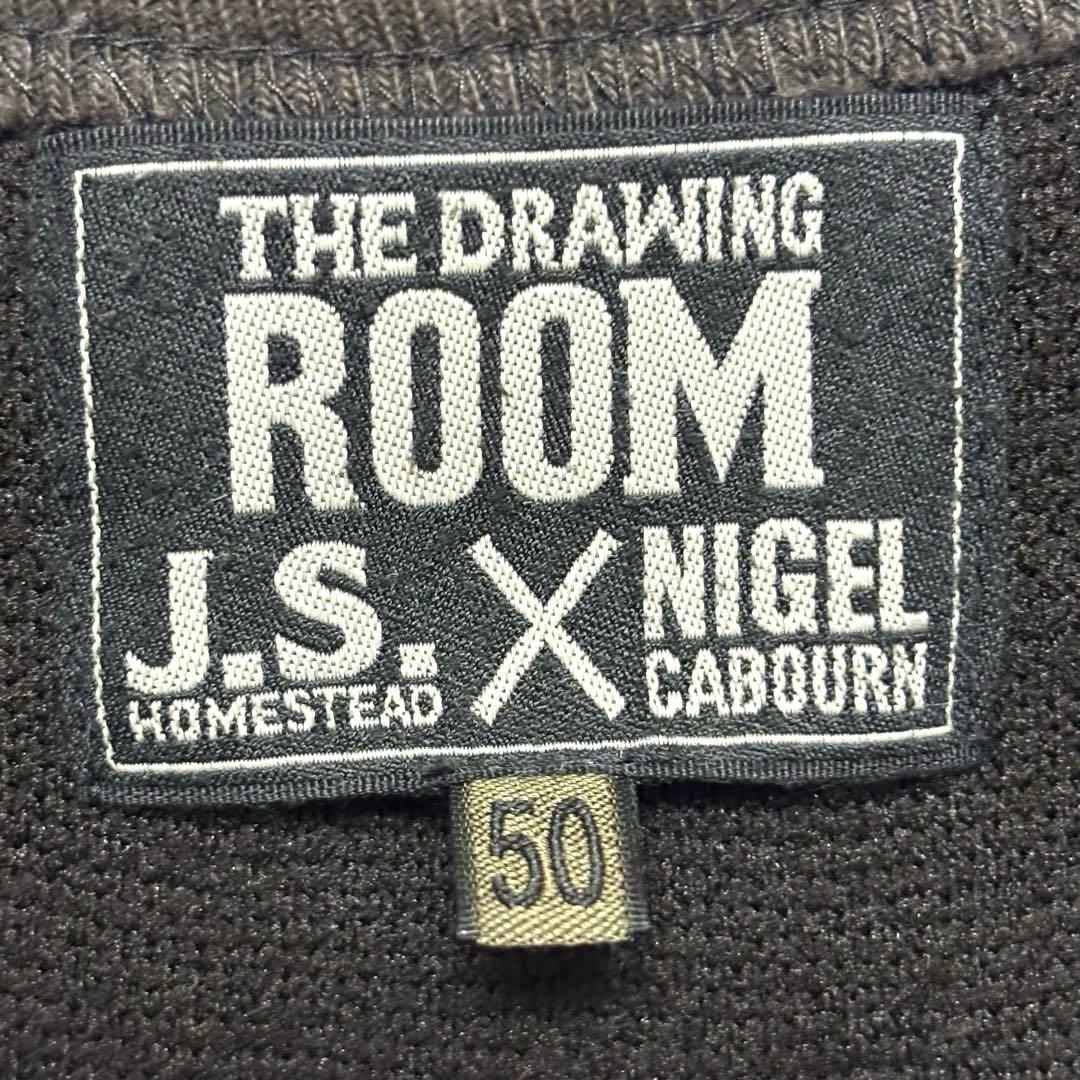 THE DRAWING
ROOM
J.S. X NIGEL
HOMESTEAD CABOURN
50